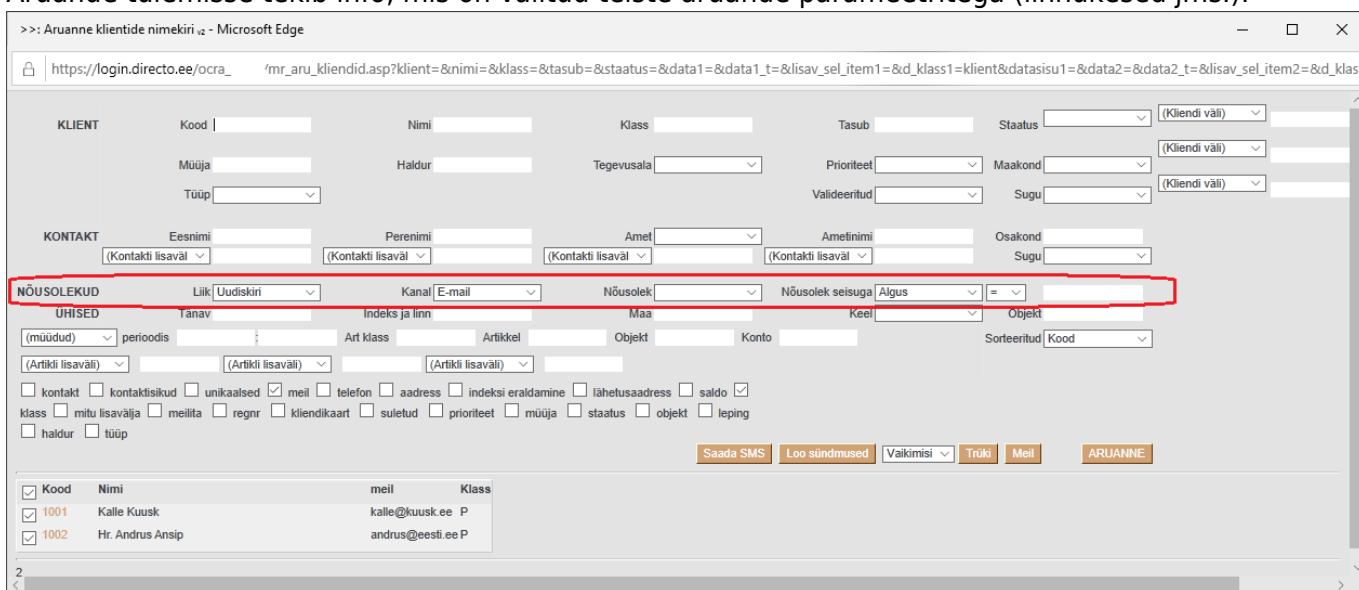 Aruande tulemisse tekib info, mis on valitud teiste aruande parameetritega (linnukesed jms.).
>>: Aruanne klientide nimekiri v2 - Microsoft Edge
https://login.directo.ee/ocra_ /mr_aru_kliendid.asp?klient=&nimi=&klass=&tasub=&staatus=&data1=&data1_t=&lisav_sel_item1=&d_klass1=klient&datasisu1=&data2=&data2_t=&lisav_sel_item2=&d_klas
KLIENT Kood Nimi Klass Tasub Staatus (Kliendi väli)
(Kliendi väli)
Müüja Haldur Tegevusala Prioriteet Maakond
Tüüp Valideeritud Sugu (Kliendi väli)
KONTAKT Eesnimi Perenimi Amet Ametinimi Osakond
(Kontakti lisaväl (Kontakti lisaväl (Kontakti lisaväl (Kontakti lisaväl Sugu
NÕUSOLEKUD Liik Uudiskiri Kanal E-mail Nõusolek Nõusolek seisuga Algus =
ÜHISED Tänav Indeks ja linn Maa Keel Objekt
(müüdud) perioodis : Art klass Artikkel Objekt Konto Sorteeritud Kood
(Artikli lisaväli) (Artikli lisaväli) (Artikli lisaväli)
kontakt kontaktisikud unikaalsed meil telefon aadress indeksi eraldamine lähetusaadress saldo
klass mitu lisavälja meilita regnr kliendikaart suletud prioriteet müüja staatus objekt leping
haldur tüüp
Saada SMS Loo sündmused Vaikimisi Trüki Meil ARUANNE
Kood Nimi meil Klass
1001 Kalle Kuusk kalle@kuusk.ee P
1002 Hr. Andrus Ansip andrus@eesti.ee P
2